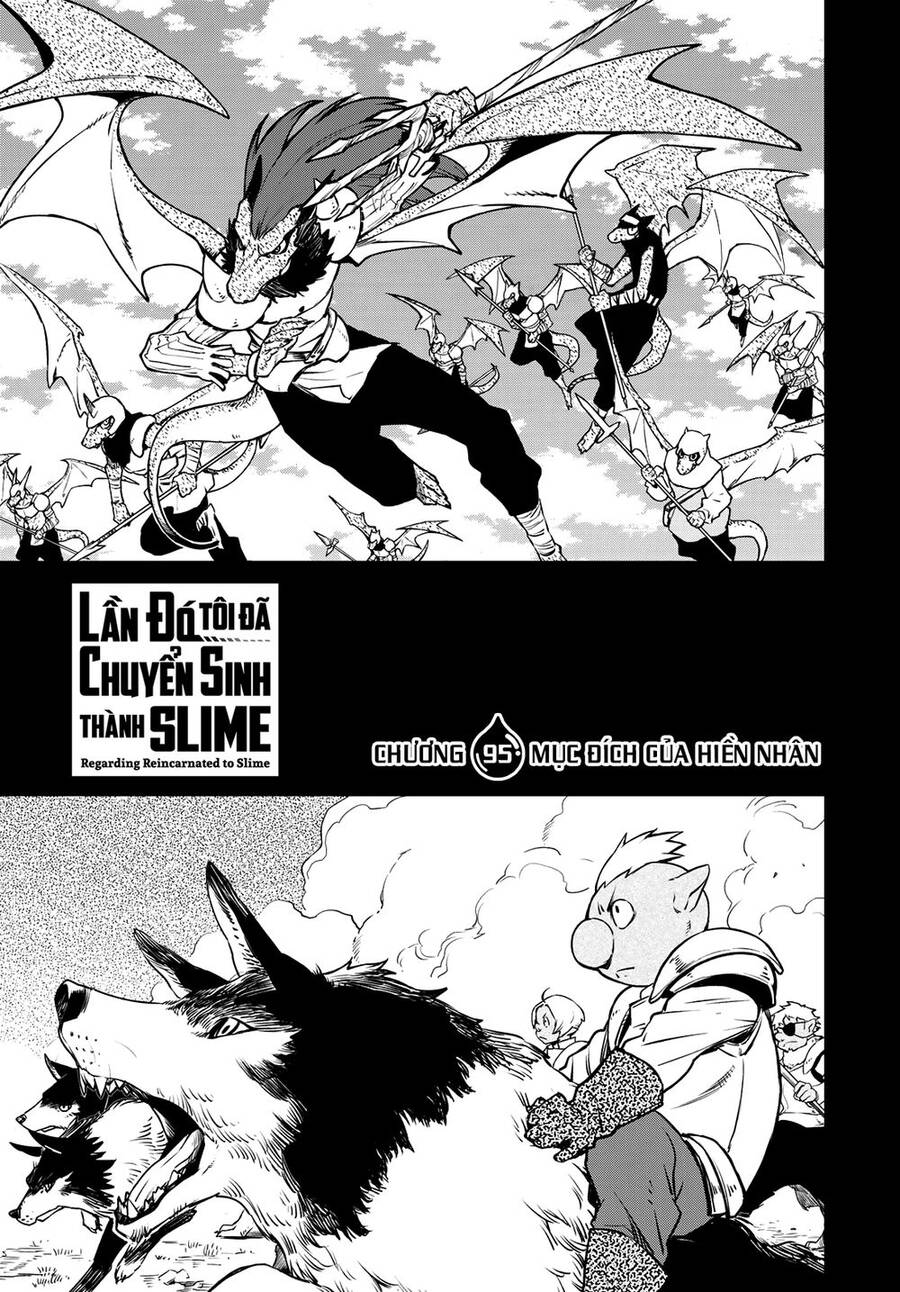 LẦN ĐÓ TÔI ĐÃ
CHUYỂN SINH
THÀNH SLIME
Regarding Reincarnated to Slime
CHƯƠNG 95 MỤC ĐÍCH CỦA HIỀN NHÂN